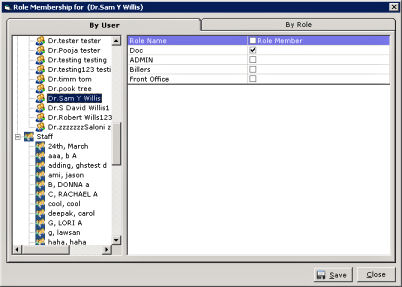 Role Membership for (Dr.Sam Y Willis)
By User
By Role
Dr.tester tester
Dr.Pooja tester
Dr.testing testing
Dr.testing123 testi
Dr.timm tom
Dr.pook tree
Dr.Sam Y Willis
Dr.S David Willis1
Dr.Robert Wills123
Dr.zzzzzzSaloni z
Staff
24th, March
aaa, b A
adding, ghstest d
ami, jason
B, DONNA a
C, RACHAEL A
cool, cool
deepak, carol
G, LORI A
g, lawsan
haha, haha
Role Name Role Member
Doc
ADMIN
Billers
Front Office
Save
Close